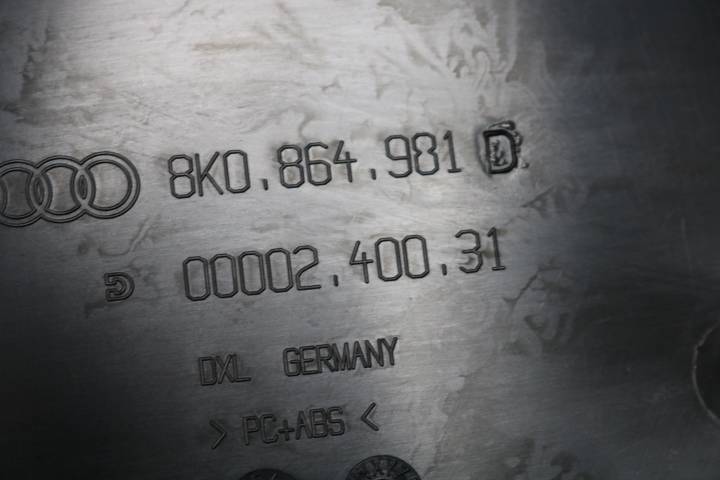 8K0.864.981 D
00002.400.31
DXL GERMANY
> PC+ABS <